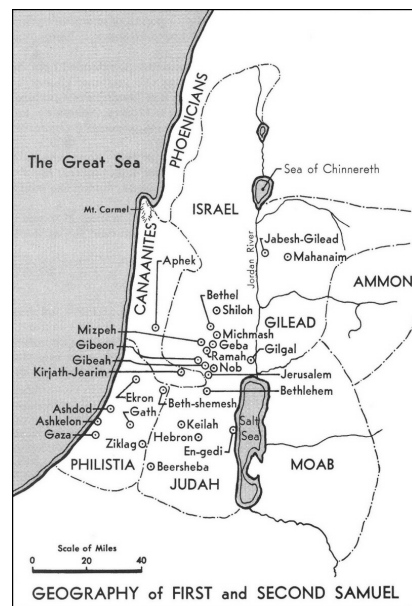 PHOENICIANS
The Great Sea
Sea of Chinnereth
Mt. Carmel
ISRAEL
CANAANITES
Aphek
Jordan River
Jabesh-Gilead
Mahanaim
AMMON
Bethel
Shiloh
GILEAD
Mizpeh
Michmash
Gibeon
Geba
Ramah
Gilgal
Gibeah
Nob
Kirjath-Jearim
Jerusalem
Bethlehem
Ekron
Beth-shemesh
Ashdod
Gath
Ashkelon
Keilah
Salt
Sea
Gaza
Ziklag
Hebron
En-gedi
PHILISTIA
Beersheba
MOAB
JUDAH
Scale of Miles
0 20 40
GEOGRAPHY of FIRST and SECOND SAMUEL